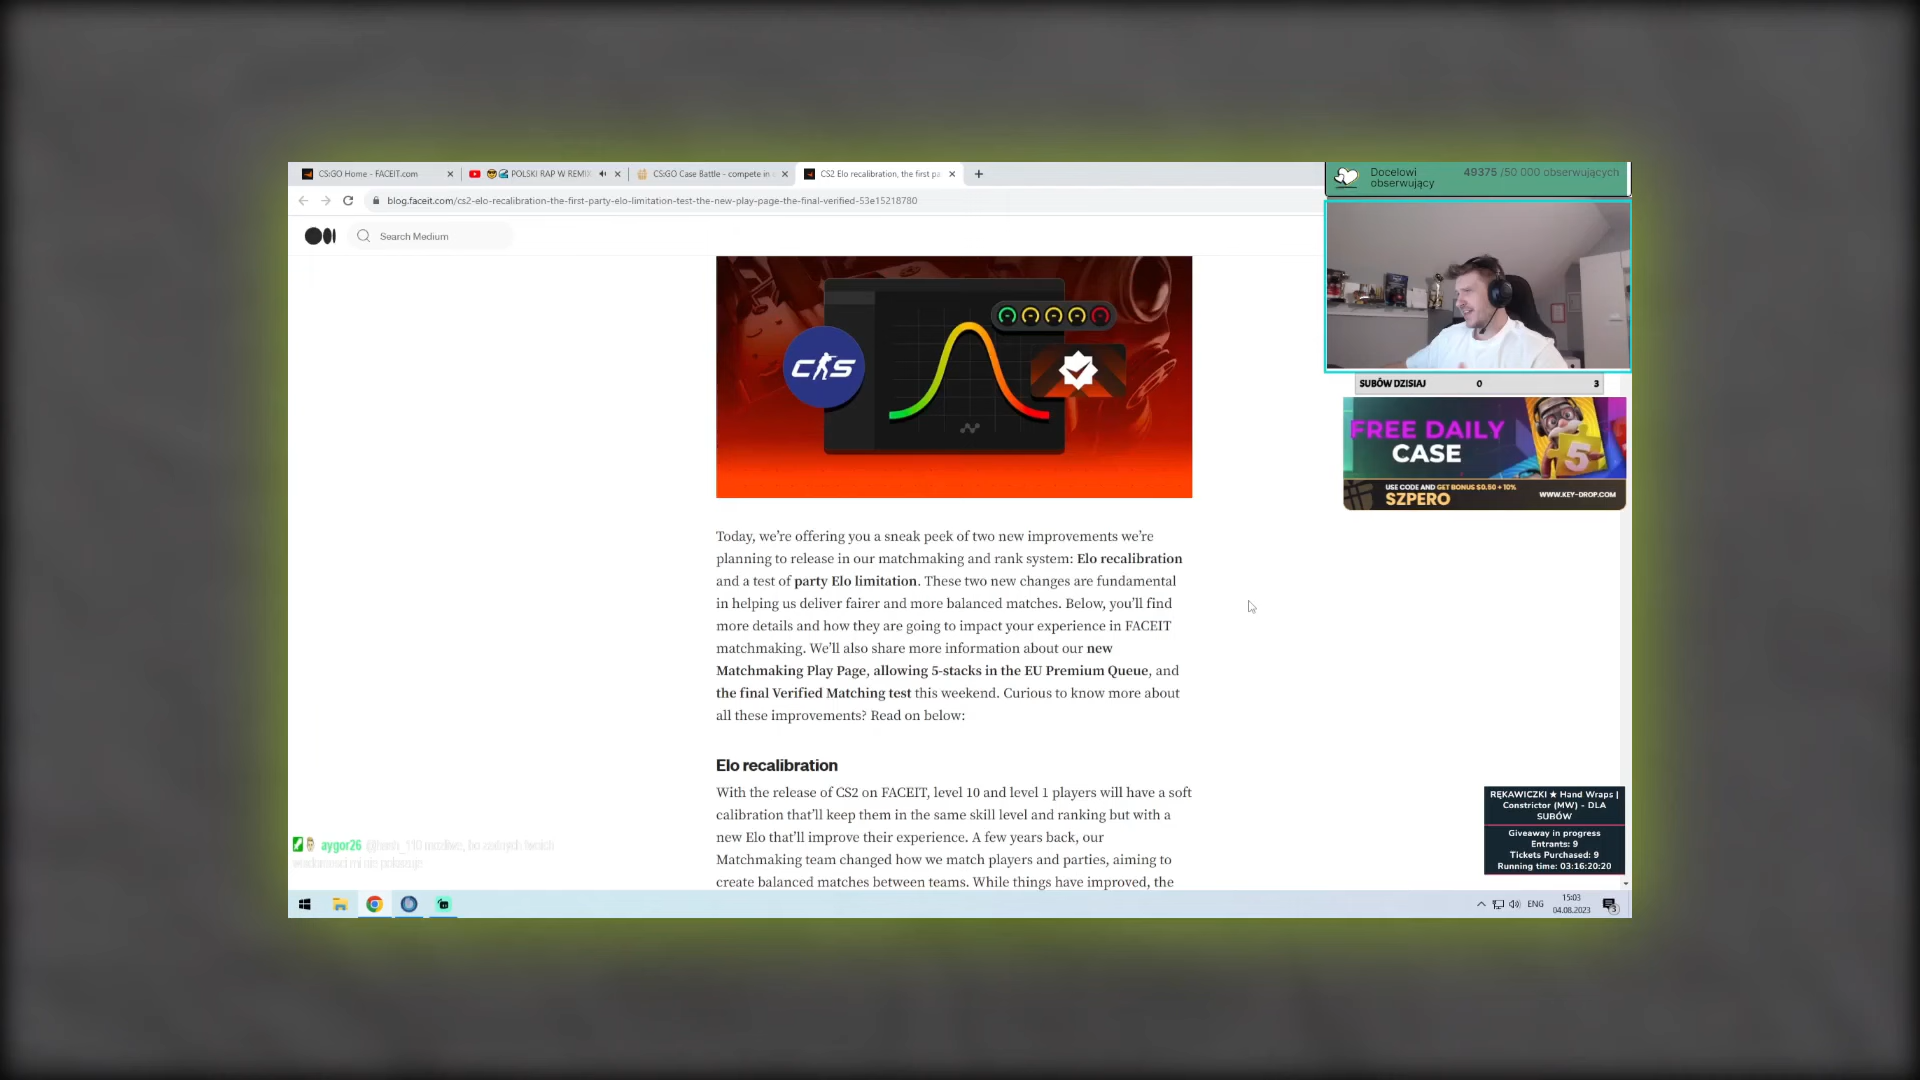 CS:GO Home - FACEIT.com
POLSKI RAP W REMIX
CS:GO Case Battle - compete in
CS2 Elo recalibration, the first pa
blog.faceit.com/cs2-elo-recalibration-the-first-party-elo-limitation-test-the-new-play-page-the-final-verified-53e15218780
Search Medium
Docelowi
obserwujący
49375 /50 000 obserwujących
CS
SUBÓW DZISIAJ 0 3
FREE DAILY
CASE
5
USE CODE AND GET BONUS $0.50 + 10%
SZPERO
WWW.KEY-DROP.COM
Today, we’re offering you a sneak peek of two new improvements we’re
planning to release in our matchmaking and rank system: Elo recalibration
and a test of party Elo limitation. These two new changes are fundamental
in helping us deliver fairer and more balanced matches. Below, you’ll find
more details and how they are going to impact your experience in FACEIT
matchmaking. We’ll also share more information about our new
Matchmaking Play Page, allowing 5-stacks in the EU Premium Queue, and
the final Verified Matching test this weekend. Curious to know more about
all these improvements? Read on below:
Elo recalibration
With the release of CS2 on FACEIT, level 10 and level 1 players will have a soft
calibration that’ll keep them in the same skill level and ranking but with a
new Elo that’ll improve their experience. A few years back, our
Matchmaking team changed how we match players and parties, aiming to
create balanced matches between teams. While things have improved, the
RĘKAWICZKI ★ Hand Wraps |
Constrictor (MW) - DLA
SUBÓW
Giveaway in progress
Entrants: 9
Tickets Purchased: 9
Running time: 03:16:20:20
aygor26
ENG
15:03
04.08.2023
3